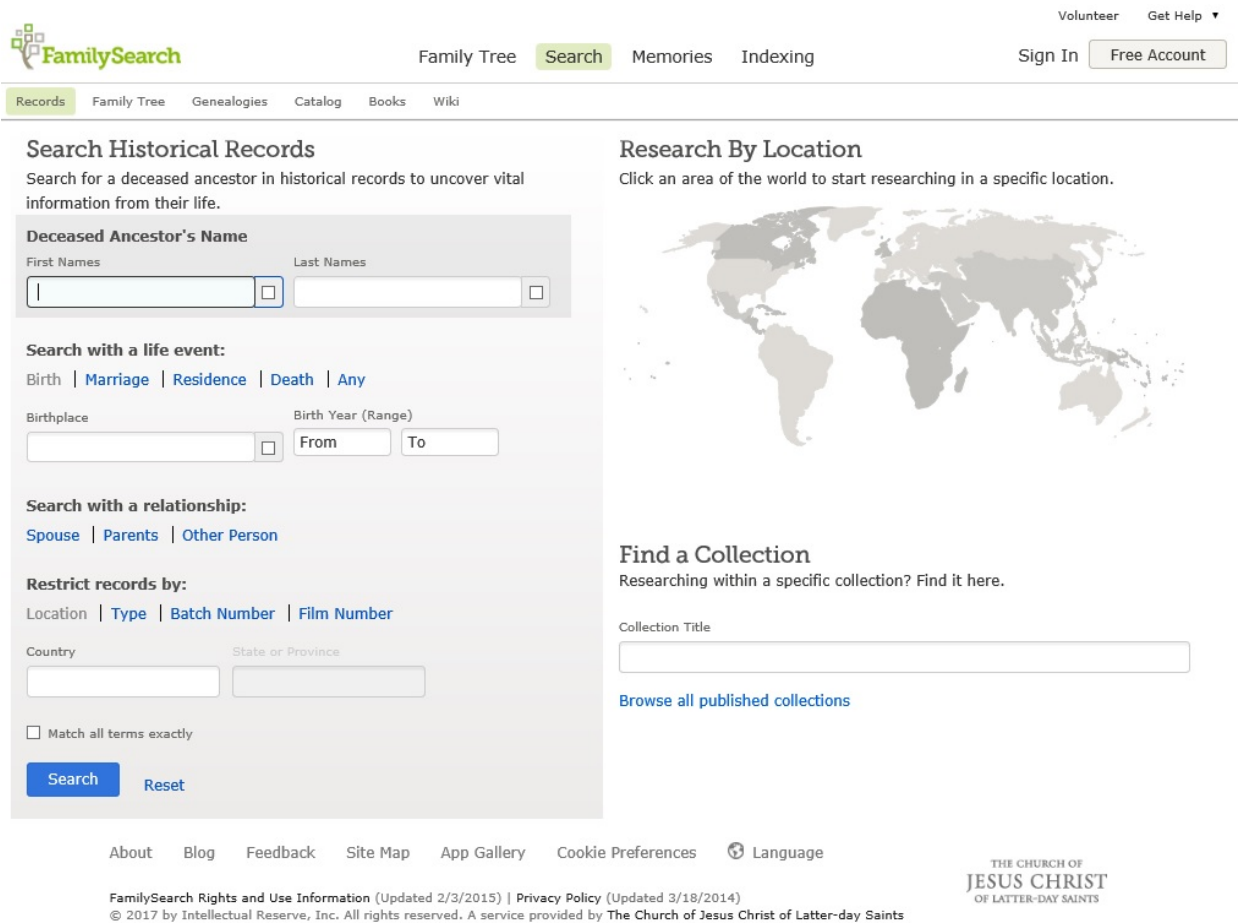 Volunteer Get Help ▼
FamilySearch
Family Tree Search Memories Indexing
Sign In Free Account
Records Family Tree Genealogies Catalog Books Wiki
Search Historical Records
Search for a deceased ancestor in historical records to uncover vital
information from their life.
Deceased Ancestor's Name
First Names Last Names
Search with a life event:
Birth | Marriage | Residence | Death | Any
Birthplace Birth Year (Range)
From To
Search with a relationship:
Spouse | Parents | Other Person
Restrict records by:
Location | Type | Batch Number | Film Number
Country State or Province
Match all terms exactly
Search Reset
Research By Location
Click an area of the world to start researching in a specific location.
Find a Collection
Researching within a specific collection? Find it here.
Collection Title
Browse all published collections
About Blog Feedback Site Map App Gallery Cookie Preferences Language
FamilySearch Rights and Use Information (Updated 2/3/2015) | Privacy Policy (Updated 3/18/2014)
© 2017 by Intellectual Reserve, Inc. All rights reserved. A service provided by The Church of Jesus Christ of Latter-day Saints
THE CHURCH OF
JESUS CHRIST
OF LATTER-DAY SAINTS